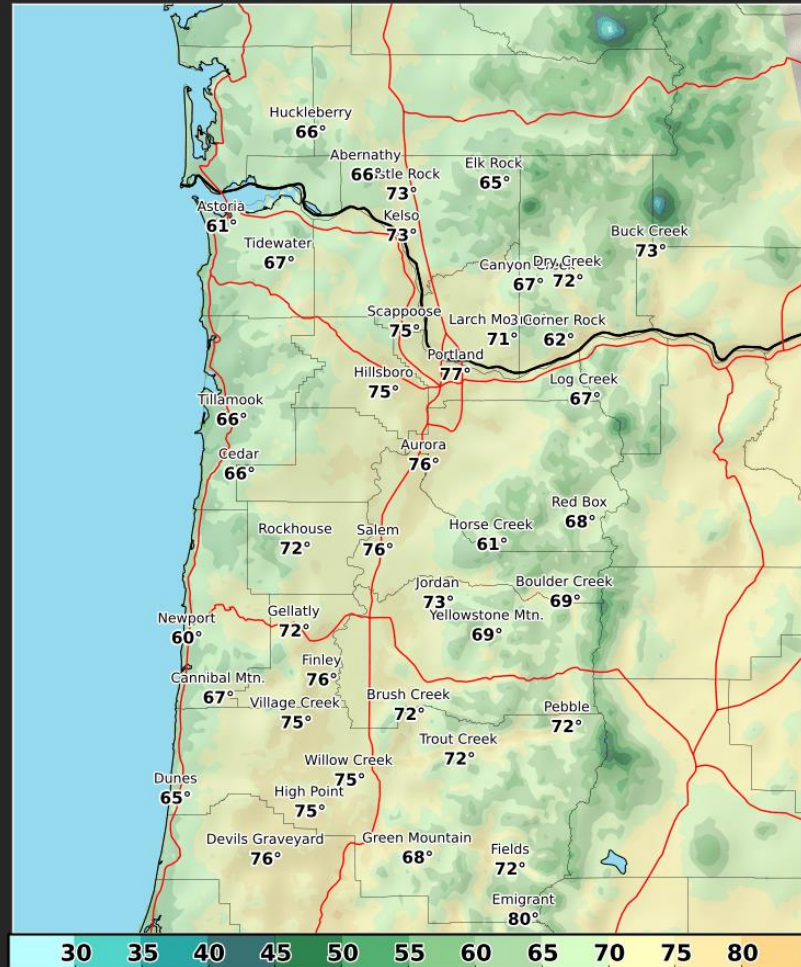 Huckleberry
66°
Abernathy
66°
stle Rock
73°
Elk Rock
65°
Astoria
61°
Kelso
73°
Tidewater
67°
Buck Creek
73°
Canyon Creek
67°
Dry Creek
72°
Scappoose
75°
Larch Mo
71°
3 Corner Rock
62°
Portland
77°
Hillsboro
75°
Log Creek
67°
Tillamook
66°
Aurora
76°
Cedar
66°
Red Box
68°
Rockhouse
72°
Salem
76°
Horse Creek
61°
Jordan
73°
Boulder Creek
69°
Newport
60°
Gellatly
72°
Yellowstone Mtn.
69°
Finley
76°
Cannibal Mtn.
67°
Village Creek
75°
Brush Creek
72°
Pebble
72°
Trout Creek
72°
Willow Creek
75°
Dunes
65°
High Point
75°
Devils Graveyard
76°
Green Mountain
68°
Fields
72°
Emigrant
80°
30 35 40 45 50 55 60 65 70 75 80